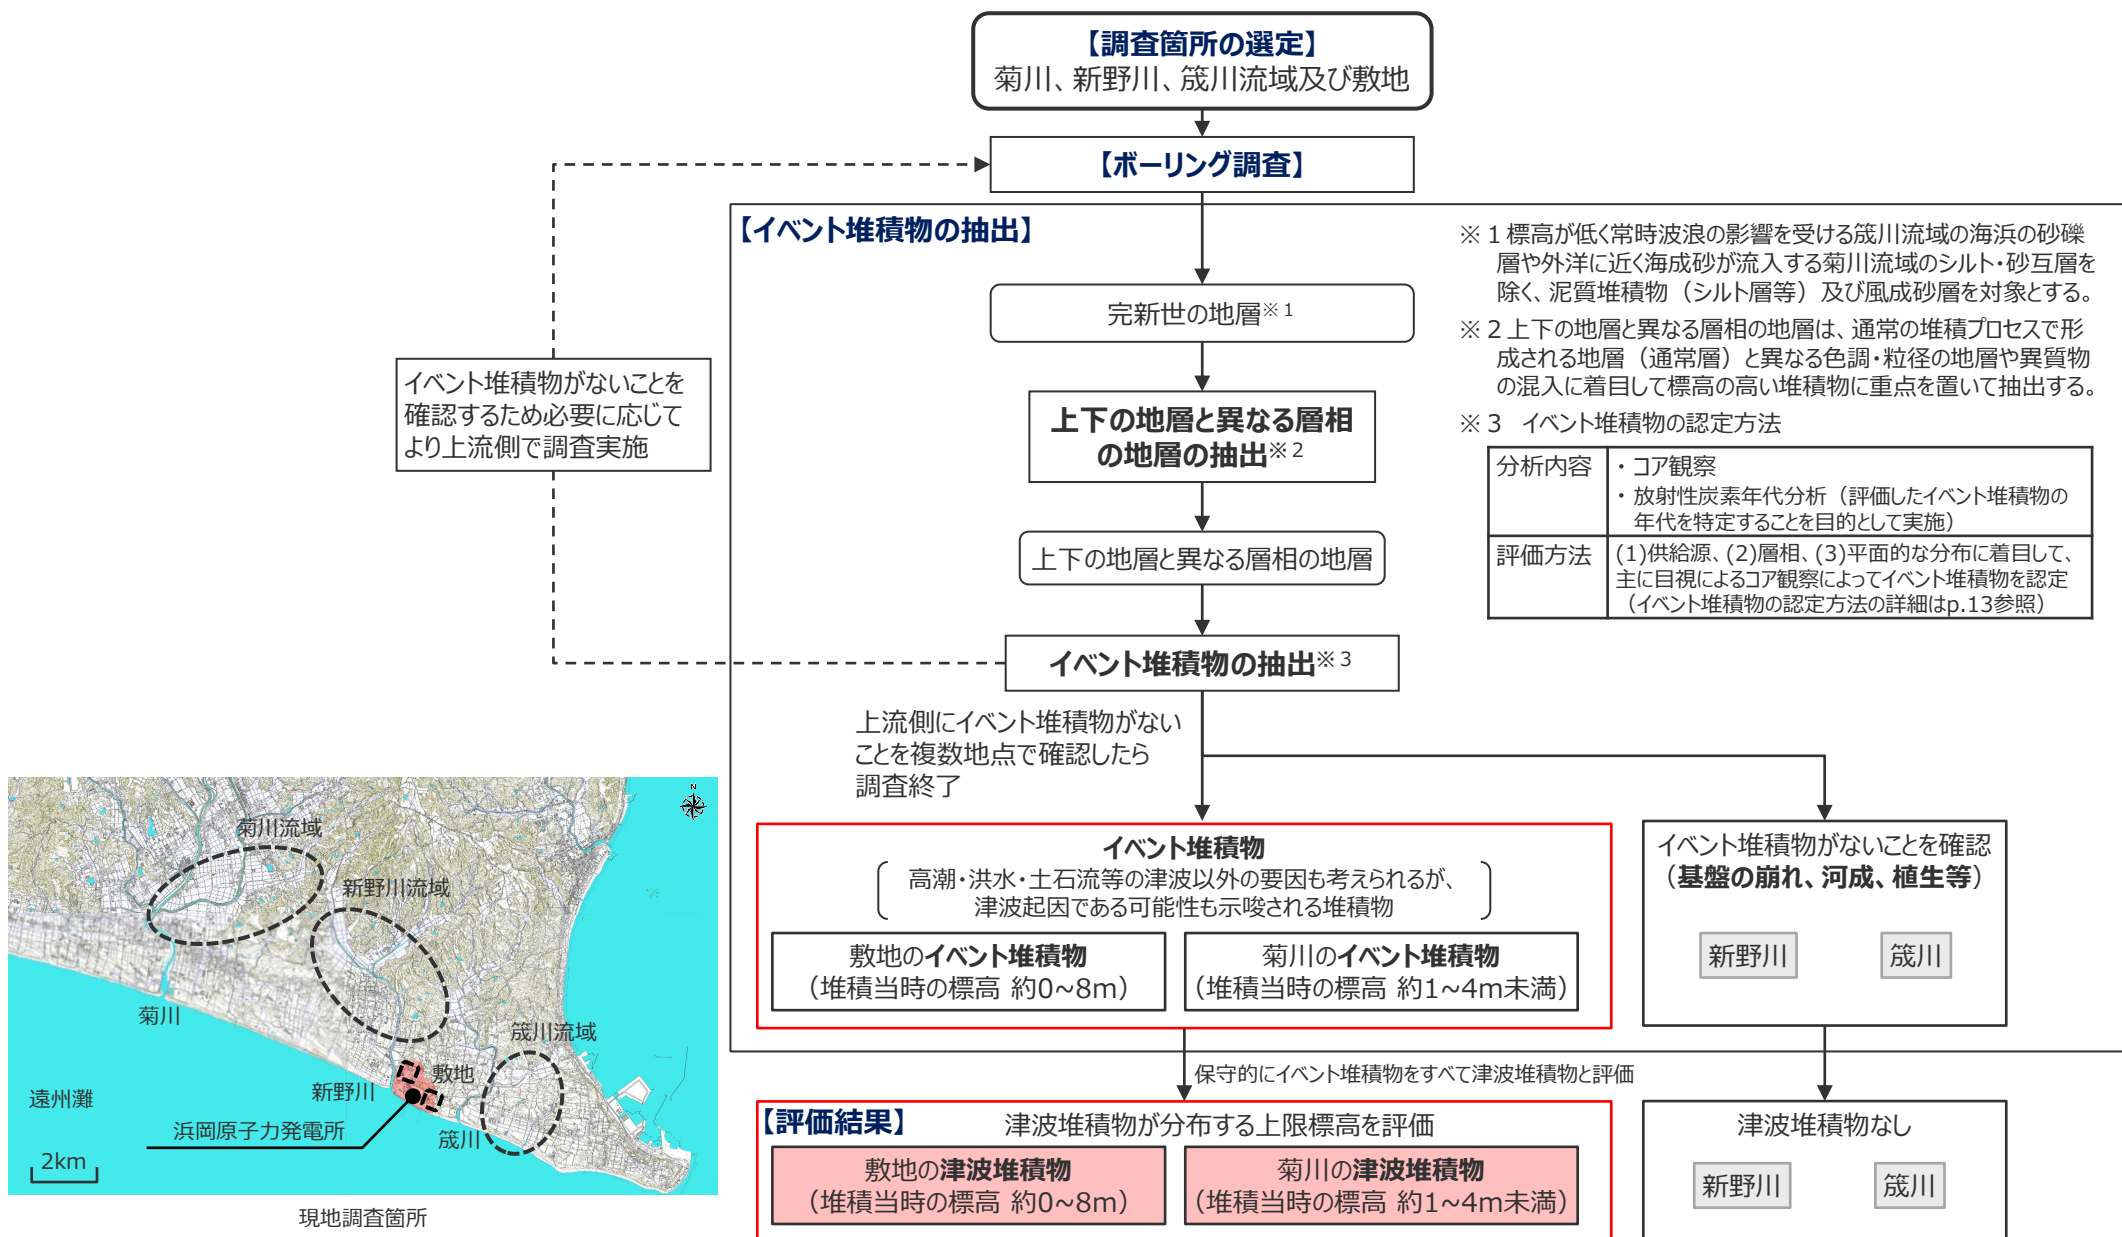 【調査箇所の選定】
菊川、新野川、筬川流域及び敷地
【ボーリング調査】
【イベント堆積物の抽出】
完新世の地層※1
上下の地層と異なる層相
の地層の抽出※2
上下の地層と異なる層相の地層
イベント堆積物の抽出※3
イベント堆積物がないことを
確認するため必要に応じて
より上流側で調査実施
※1 標高が低く常時波浪の影響を受ける筬川流域の海浜の砂礫
層や外洋に近く海成砂が流入する菊川流域のシルト・砂互層を
除く、泥質堆積物（シルト層等）及び風成砂層を対象とする。
※2 上下の地層と異なる層相の地層は、通常の堆積プロセスで形
成される地層（通常層）と異なる色調・粒径の地層や異質物
の混入に着目して標高の高い堆積物に重点を置いて抽出する。
※3 イベント堆積物の認定方法
分析内容
・コア観察
・放射性炭素年代分析（評価したイベント堆積物の
年代を特定することを目的として実施）
評価方法
(1)供給源、(2)層相、(3)平面的な分布に着目して、
主に目視によるコア観察によってイベント堆積物を認定
（イベント堆積物の認定方法の詳細はp.13参照）
上流側にイベント堆積物がない
ことを複数地点で確認したら
調査終了
イベント堆積物
高潮・洪水・土石流等の津波以外の要因も考えられるが、
津波起因である可能性も示唆される堆積物
敷地のイベント堆積物
（堆積当時の標高 約0~8m）
菊川のイベント堆積物
（堆積当時の標高 約1~4m未満）
イベント堆積物がないことを確認
（基盤の崩れ、河成、植生等）
新野川
筬川
保守的にイベント堆積物をすべて津波堆積物と評価
【評価結果】
津波堆積物が分布する上限標高を評価
敷地の津波堆積物
（堆積当時の標高 約0~8m）
菊川の津波堆積物
（堆積当時の標高 約1~4m未満）
津波堆積物なし
新野川
筬川
N
菊川流域
新野川流域
菊川
筬川流域
敷地
新野川
遠州灘
浜岡原子力発電所
筬川
2km
現地調査箇所